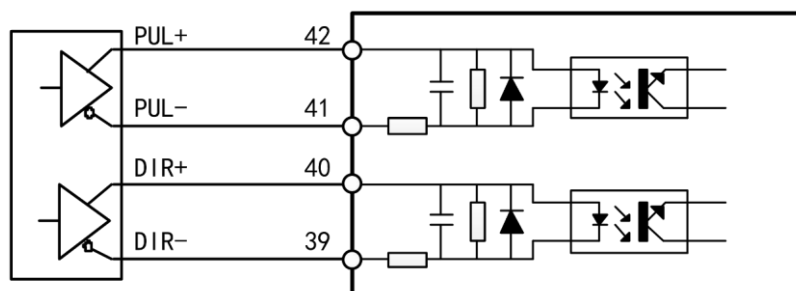 PUL+ 42
PUL- 41
DIR+ 40
DIR- 39